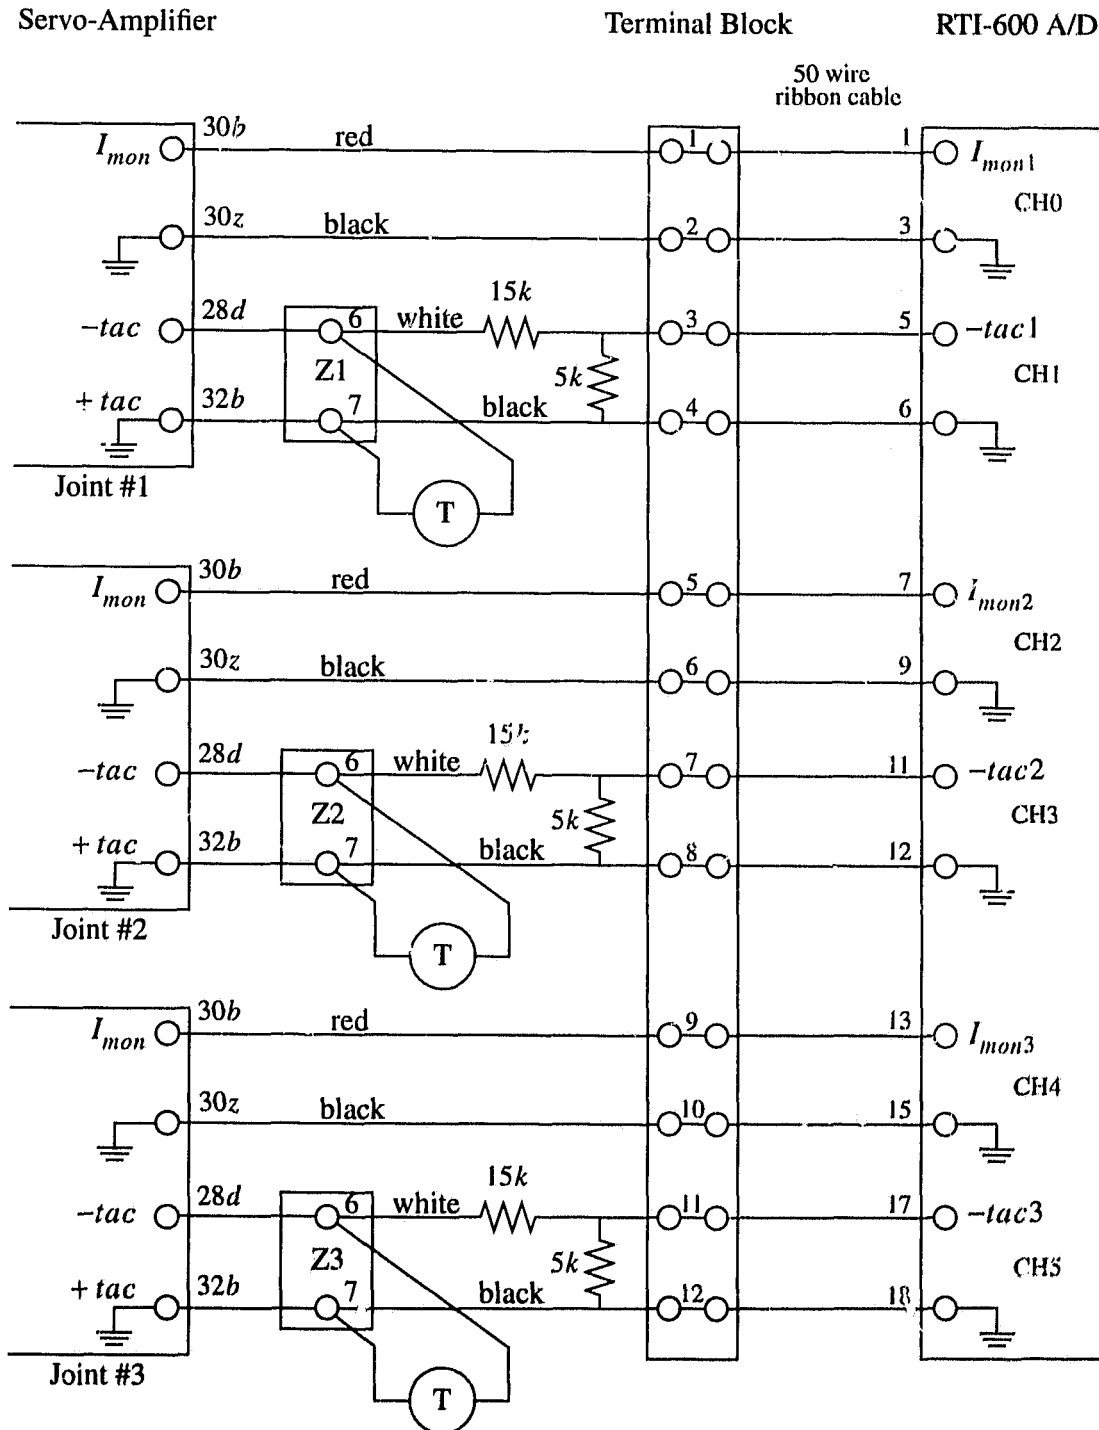 Servo-Amplifier Terminal Block RTI-600 A/D
50 wire
ribbon cable
I_mon 30b red 1 1 I_mon1
CH0
30z black 2 3
15k
-tac 28d 6 white 3 5 -tac1
Z1 5k CH1
+tac 32b 7 black 4 6
Joint #1
T
I_mon 30b red 5 7 I_mon2
CH2
30z black 6 9
15k
-tac 28d 6 white 7 11 -tac2
Z2 5k CH3
+tac 32b 7 black 8 12
Joint #2
T
I_mon 30b red 9 13 I_mon3
CH4
30z black 10 15
15k
-tac 28d 6 white 11 17 -tac3
Z3 5k CH5
+tac 32b 7 black 12 18
Joint #3
T